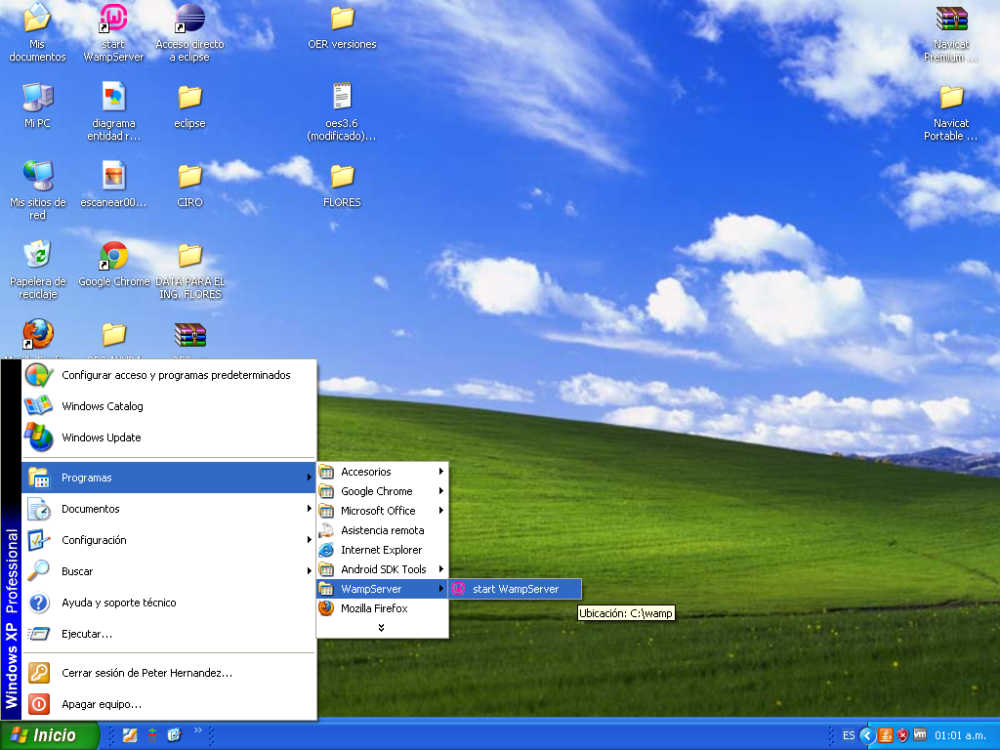 Mis
documentos
start
WampServer
Acceso directo
a eclipse
OER versiones
Navicat
Premium ...
Mi PC
diagrama
entidad r...
eclipse
oes3.6
(modificado)...
Navicat
Portable ...
Mis sitios de
red
escanear00...
CIRO
FLORES
Papelera de
reciclaje
Google Chrome
DATA PARA EL
ING. FLORES
Configurar acceso y programas predeterminados
Windows Catalog
Windows Update
Programas
Documentos
Configuración
Buscar
Ayuda y soporte técnico
Ejecutar...
Cerrar sesión de Peter Hernandez...
Apagar equipo...
Windows XP Professional
Accesorios
Google Chrome
Microsoft Office
Asistencia remota
Internet Explorer
Android SDK Tools
WampServer
Mozilla Firefox
start WampServer
Ubicación: C:\wamp
Inicio
ES
01:01 a.m.